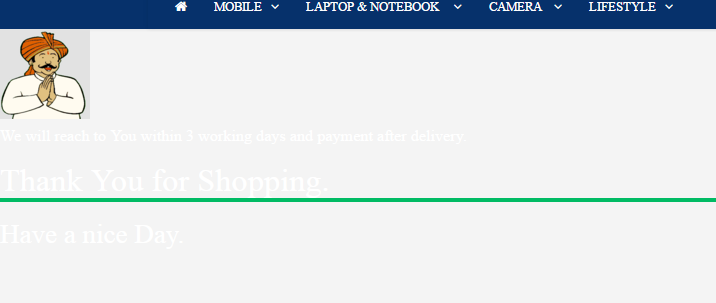 MOBILE LAPTOP & NOTEBOOK CAMERA LIFESTYLE
We will reach to You within 3 working days and payment after delivery.
Thank You for Shopping.
Have a nice Day.